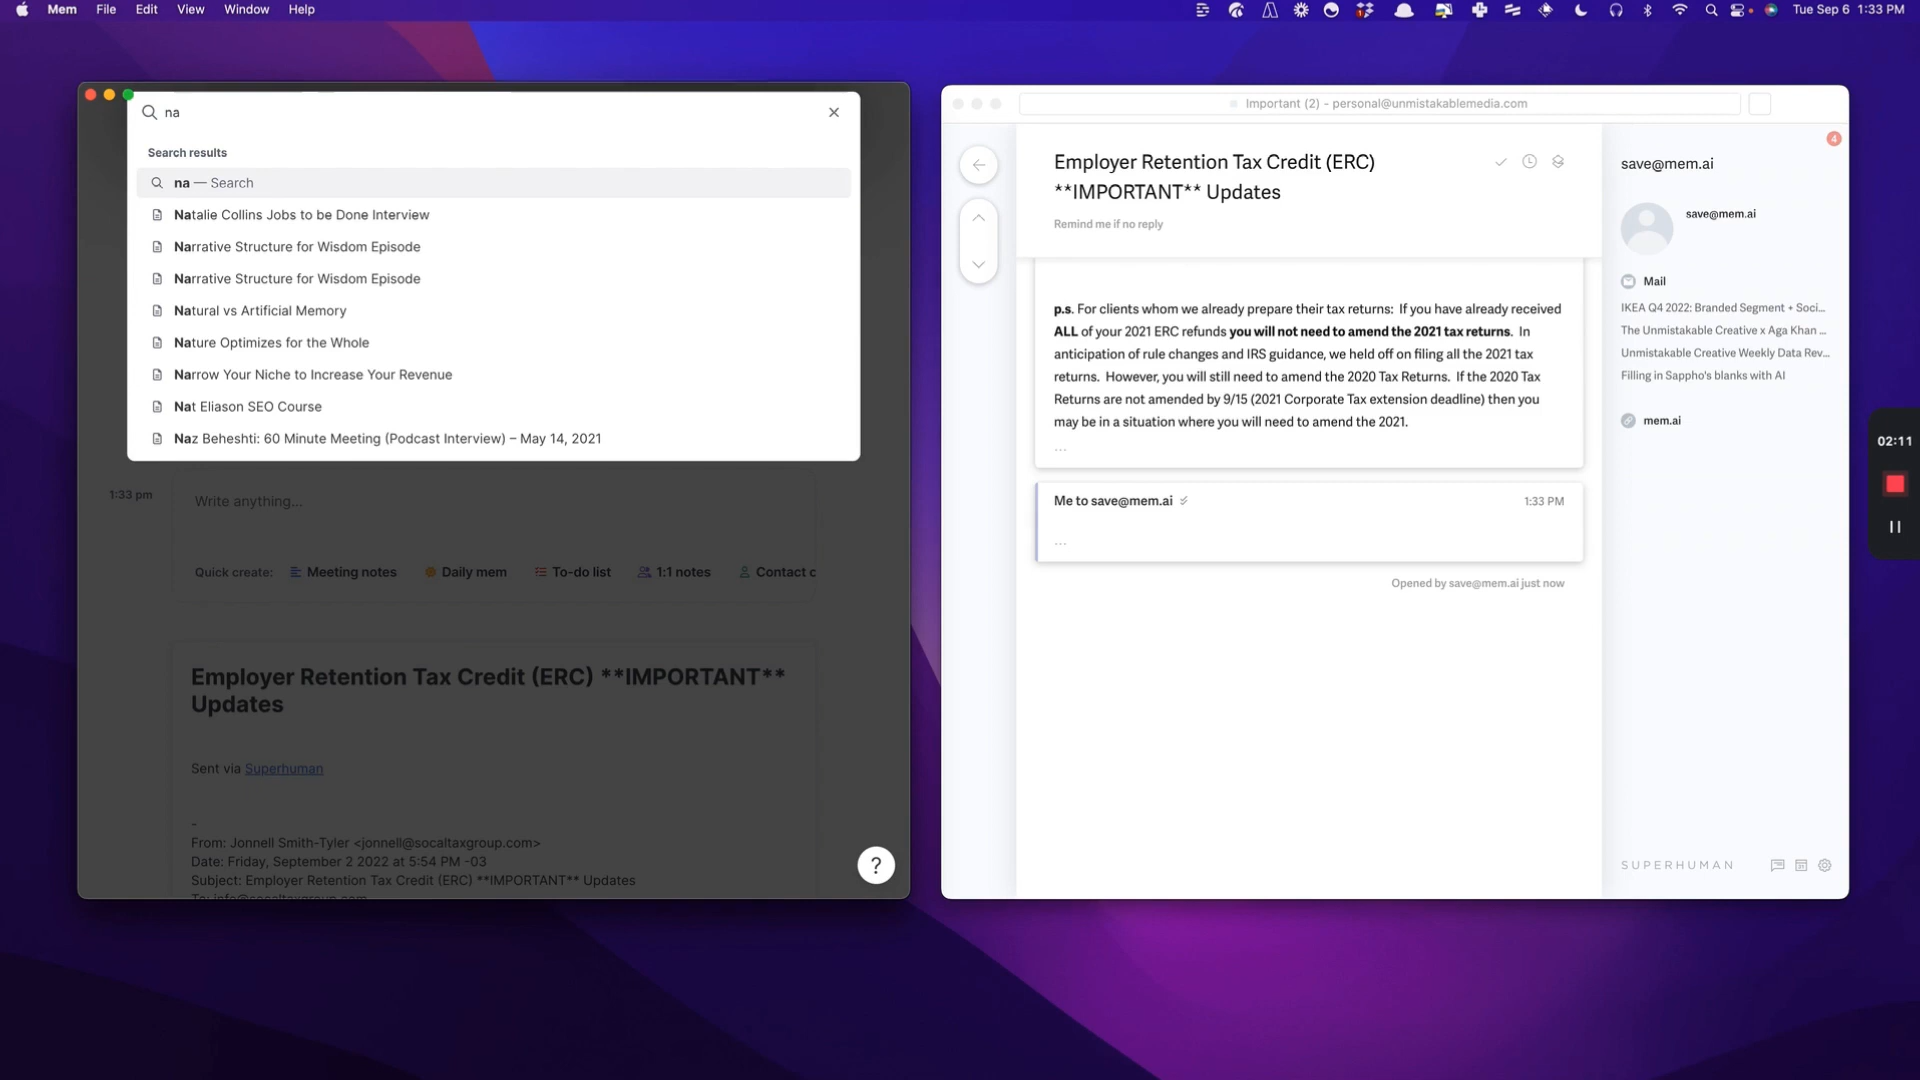 Mem File Edit View Window Help
Tue Sep 6 1:33 PM
na
Search results
na — Search
Natalie Collins Jobs to be Done Interview
Narrative Structure for Wisdom Episode
Narrative Structure for Wisdom Episode
Natural vs Artificial Memory
Nature Optimizes for the Whole
Narrow Your Niche to Increase Your Revenue
Nat Eliason SEO Course
Naz Beheshti: 60 Minute Meeting (Podcast Interview) – May 14, 2021
1:33 pm
Write anything...
Quick create: Meeting notes Daily mem To-do list 1:1 notes Contact c
Employer Retention Tax Credit (ERC) **IMPORTANT**
Updates
Sent via Superhuman
-
From: Jonnell Smith-Tyler <jonnell@socaltaxgroup.com>
Date: Friday, September 2 2022 at 5:54 PM -03
Subject: Employer Retention Tax Credit (ERC) **IMPORTANT** Updates
To: info@socaltaxgroup.com
?
Important (2) - personal@unmistakablemedia.com
Employer Retention Tax Credit (ERC)
**IMPORTANT** Updates
Remind me if no reply
p.s. For clients whom we already prepare their tax returns: If you have already received
ALL of your 2021 ERC refunds you will not need to amend the 2021 tax returns. In
anticipation of rule changes and IRS guidance, we held off on filing all the 2021 tax
returns. However, you will still need to amend the 2020 Tax Returns. If the 2020 Tax
Returns are not amended by 9/15 (2021 Corporate Tax extension deadline) then you
may be in a situation where you will need to amend the 2021.
...
Me to save@mem.ai
1:33 PM
...
Opened by save@mem.ai just now
4
save@mem.ai
save@mem.ai
Mail
IKEA Q4 2022: Branded Segment + Soci...
The Unmistakable Creative x Aga Khan ...
Unmistakable Creative Weekly Data Rev...
Filling in Sappho's blanks with AI
mem.ai
SUPERHUMAN
02:11